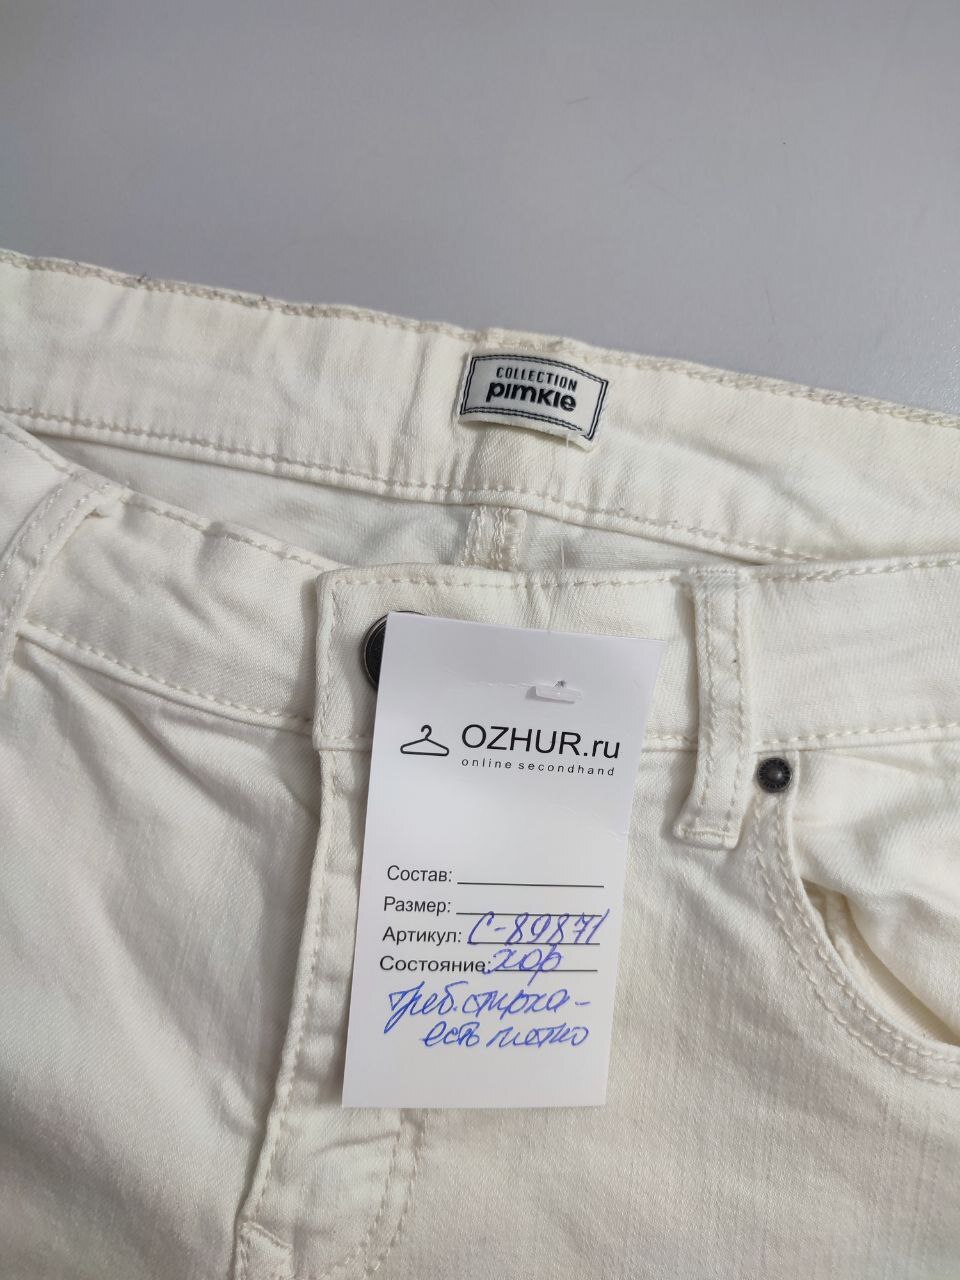 COLLECTION
pimkie
OZHUR.ru
online secondhand
Состав:
Размер:
Артикул: С-89871
Состояние: хор
треб. стирка -
есть пятно